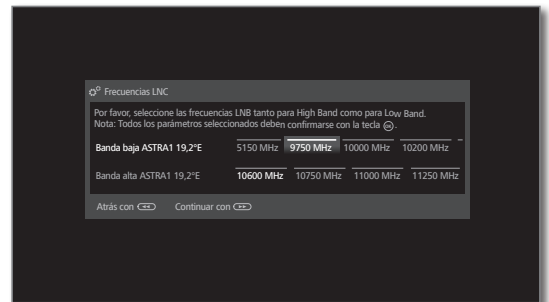 Frecuencias LNC
Por favor, seleccione las frecuencias LNB tanto para High Band como para Low Band.
Nota: Todos los parámetros seleccionados deben confirmarse con la tecla OK.
Banda baja ASTRA1 19,2°E 5150 MHz 9750 MHz 10000 MHz 10200 MHz
Banda alta ASTRA1 19,2°E 10600 MHz 10750 MHz 11000 MHz 11250 MHz
Atrás con Continuar con